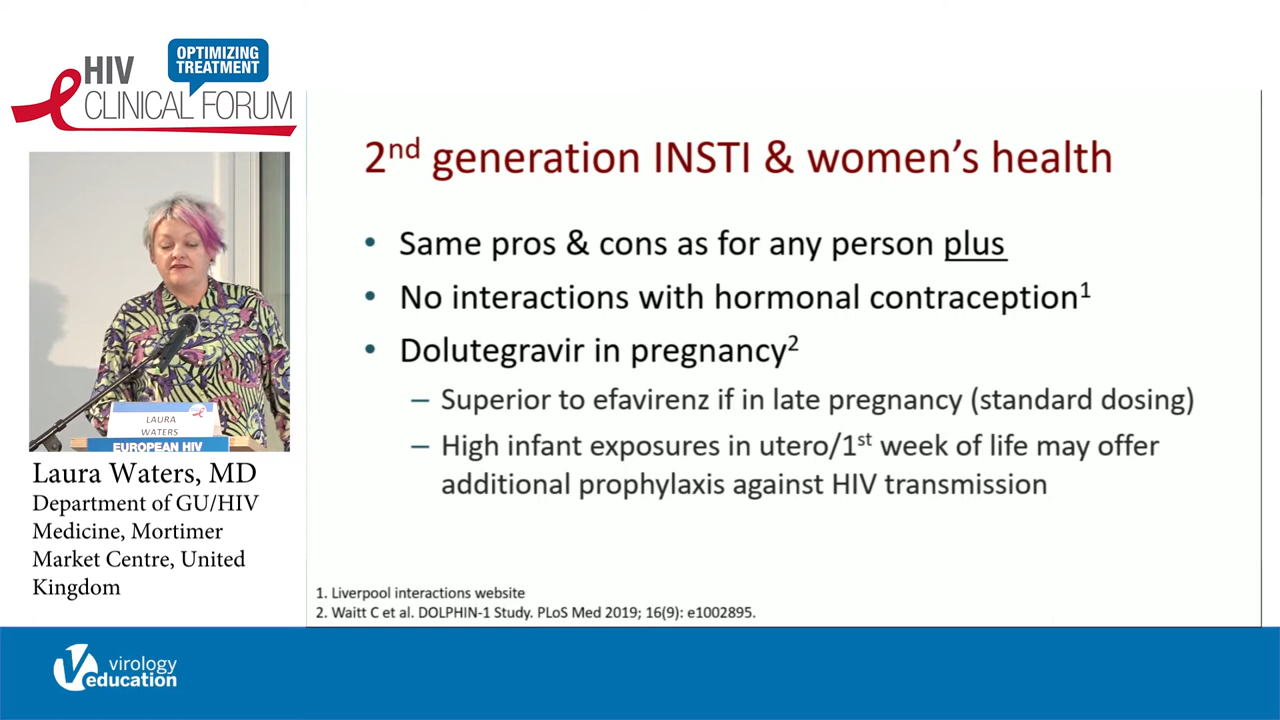 OPTIMIZING
TREATMENT
HIV
CLINICAL FORUM
2nd generation INSTI & women's health
• Same pros & cons as for any person plus
• No interactions with hormonal contraception1
• Dolutegravir in pregnancy2
– Superior to efavirenz if in late pregnancy (standard dosing)
– High infant exposures in utero/1st week of life may offer
additional prophylaxis against HIV transmission
1. Liverpool interactions website
2. Waitt C et al. DOLPHIN-1 Study. PLoS Med 2019; 16(9): e1002895.
LAURA
WATERS
EUROPEAN HIV
Laura Waters, MD
Department of GU/HIV
Medicine, Mortimer
Market Centre, United
Kingdom
virology
education